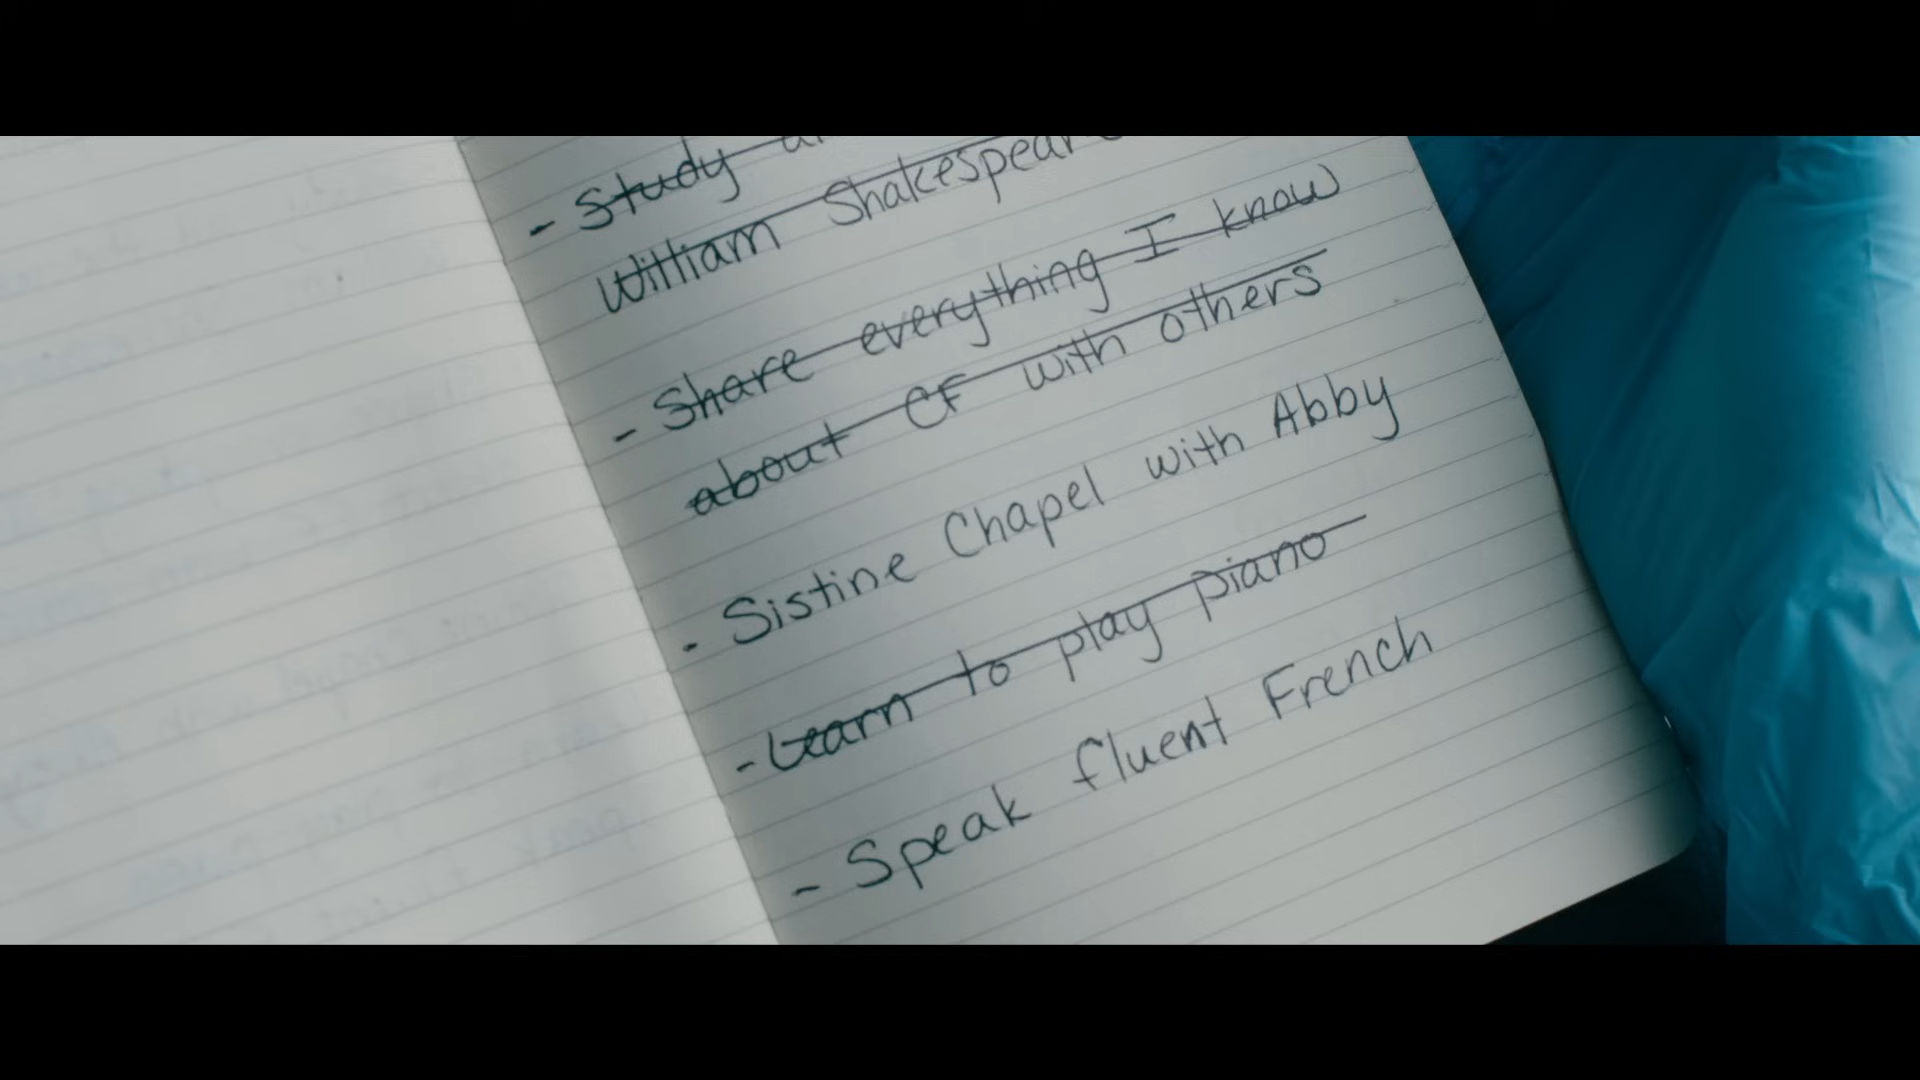 - Study
William Shakespeare
- Share everything I know
about CF with others
- Sistine Chapel with Abby
- Learn to play piano
- Speak fluent French